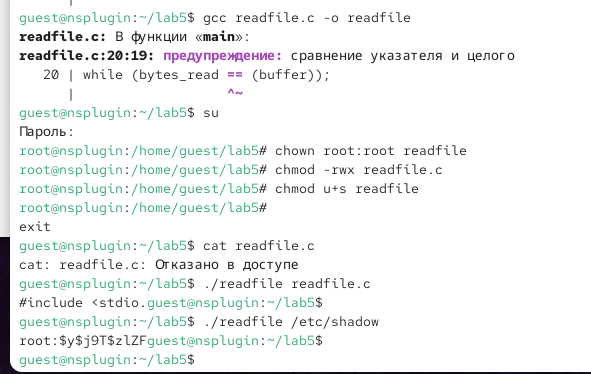 guest@nsplugin:~/lab5$ gcc readfile.c -o readfile
readfile.c: В функции «main»:
readfile.c:20:19: предупреждение: сравнение указателя и целого
   20 | while (bytes_read == (buffer));
      |                   ^~
guest@nsplugin:~/lab5$ su
Пароль:
root@nsplugin:/home/guest/lab5# chown root:root readfile
root@nsplugin:/home/guest/lab5# chmod -rwx readfile.c
root@nsplugin:/home/guest/lab5# chmod u+s readfile
root@nsplugin:/home/guest/lab5#
exit
guest@nsplugin:~/lab5$ cat readfile.c
cat: readfile.c: Отказано в доступе
guest@nsplugin:~/lab5$ ./readfile readfile.c
#include <stdio.guest@nsplugin:~/lab5$
guest@nsplugin:~/lab5$ ./readfile /etc/shadow
root:$y$j9T$zlZFguest@nsplugin:~/lab5$
guest@nsplugin:~/lab5$